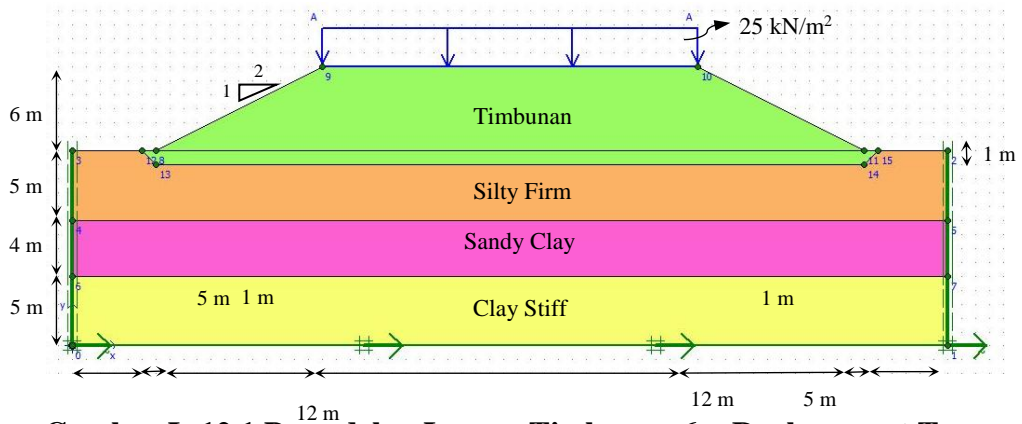 A A 25 kN/m²
9 10
2
1
6 m Timbunan
3 12 8 11 15 2 1 m
13 14
5 m Silty Firm
4 5
4 m Sandy Clay
6 7
5 m 5 m 1 m Clay Stiff 1 m
y
0 x 1
12 m 12 m 5 m